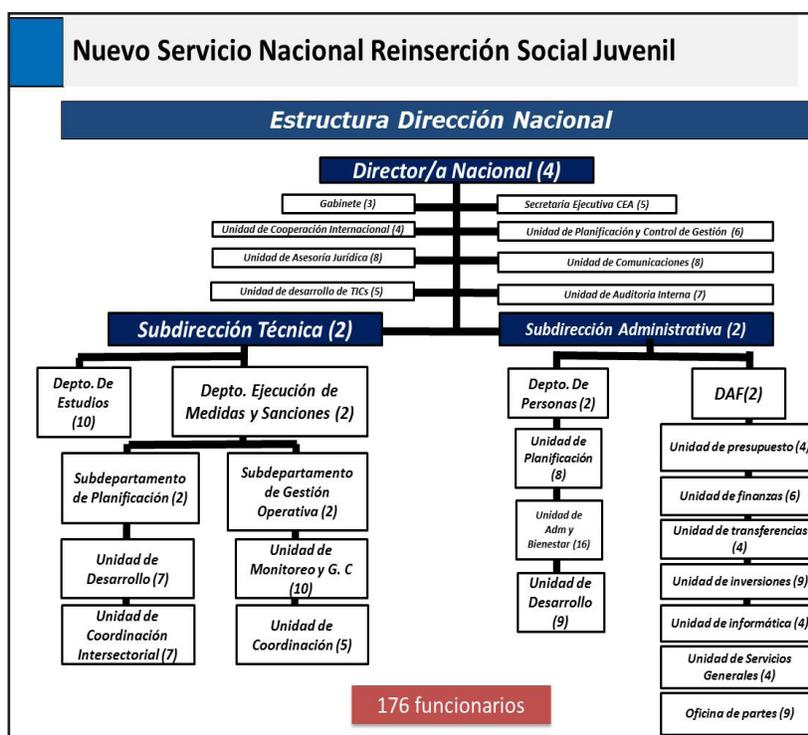 Nuevo Servicio Nacional Reinserción Social Juvenil
Estructura Dirección Nacional
Director/a Nacional (4)
Gabinete (3)
Secretaria Ejecutiva CEA (5)
Unidad de Cooperación Internacional (4)
Unidad de Planificación y Control de Gestión (6)
Unidad de Asesoría Jurídica (8)
Unidad de Comunicaciones (8)
Unidad de desarrollo de TICs (5)
Unidad de Auditoria Interna (7)
Subdirección Técnica (2)
Subdirección Administrativa (2)
Depto. De
Estudios
(10)
Depto. Ejecución de
Medidas y Sanciones (2)
Subdepartamento
de Planificación (2)
Subdepartamento
de Gestión
Operativa (2)
Unidad de
Desarrollo (7)
Unidad de
Monitoreo y G. C
(10)
Unidad de
Coordinación
Intersectorial (7)
Unidad de
Coordinación (5)
Depto. De
Personas (2)
Unidad de
Planificación
(8)
Unidad de
Adm y
Bienestar (16)
Unidad de
Desarrollo
(9)
DAF(2)
Unidad de presupuesto (4)
Unidad de finanzas (6)
Unidad de transferencias
(4)
Unidad de inversiones (9)
Unidad de informática (4)
Unidad de Servicios
Generales (4)
Oficina de partes (9)
176 funcionarios